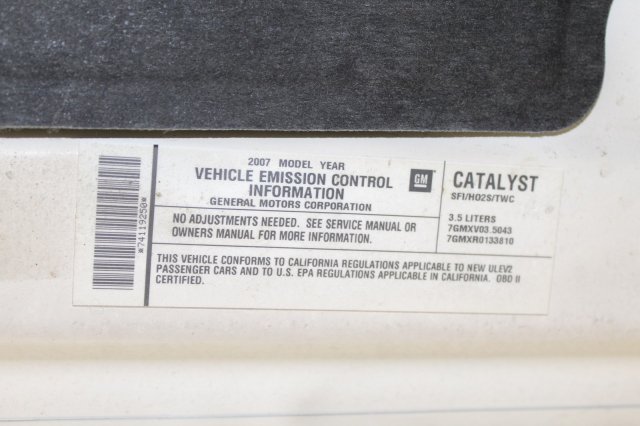 *74119250*
2007 MODEL YEAR
VEHICLE EMISSION CONTROL
INFORMATION
GENERAL MOTORS CORPORATION
GM
CATALYST
SFI/HO2S/TWC
NO ADJUSTMENTS NEEDED. SEE SERVICE MANUAL OR
OWNERS MANUAL FOR MORE INFORMATION.
3.5 LITERS
7GMXV03.5043
7GMXR0133810
THIS VEHICLE CONFORMS TO CALIFORNIA REGULATIONS APPLICABLE TO NEW ULEV2
PASSENGER CARS AND TO U.S. EPA REGULATIONS APPLICABLE IN CALIFORNIA. OBD II
CERTIFIED.